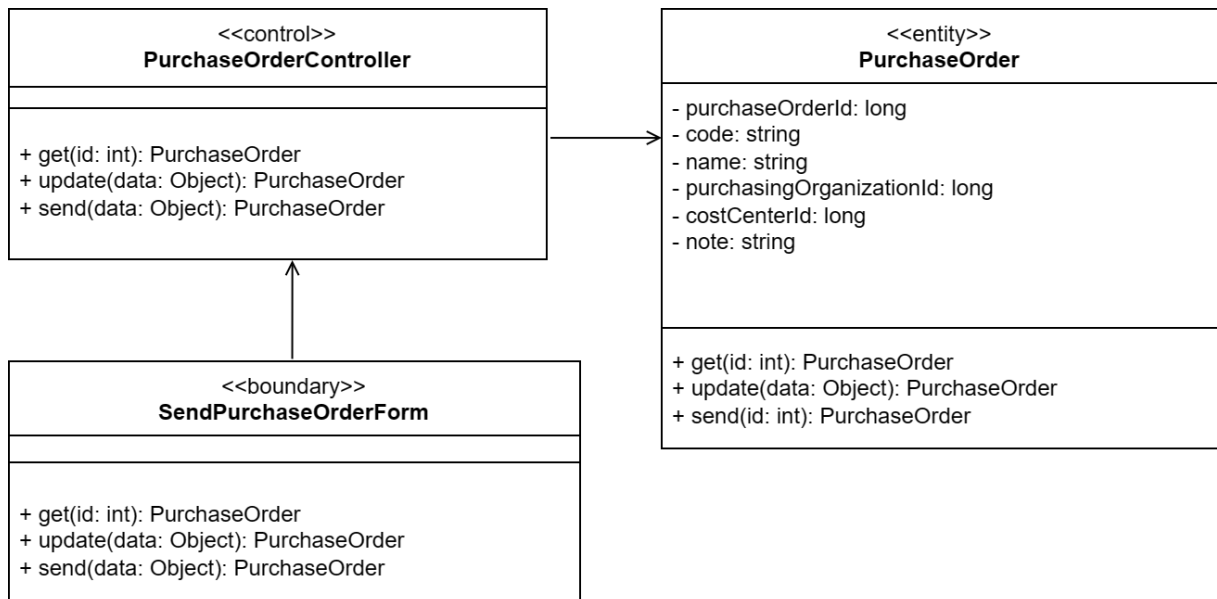 <<control>>
PurchaseOrderController
+ get(id: int): PurchaseOrder
+ update(data: Object): PurchaseOrder
+ send(data: Object): PurchaseOrder
<<entity>>
PurchaseOrder
- purchaseOrderId: long
- code: string
- name: string
- purchasingOrganizationId: long
- costCenterId: long
- note: string
+ get(id: int): PurchaseOrder
+ update(data: Object): PurchaseOrder
+ send(id: int): PurchaseOrder
<<boundary>>
SendPurchaseOrderForm
+ get(id: int): PurchaseOrder
+ update(data: Object): PurchaseOrder
+ send(data: Object): PurchaseOrder